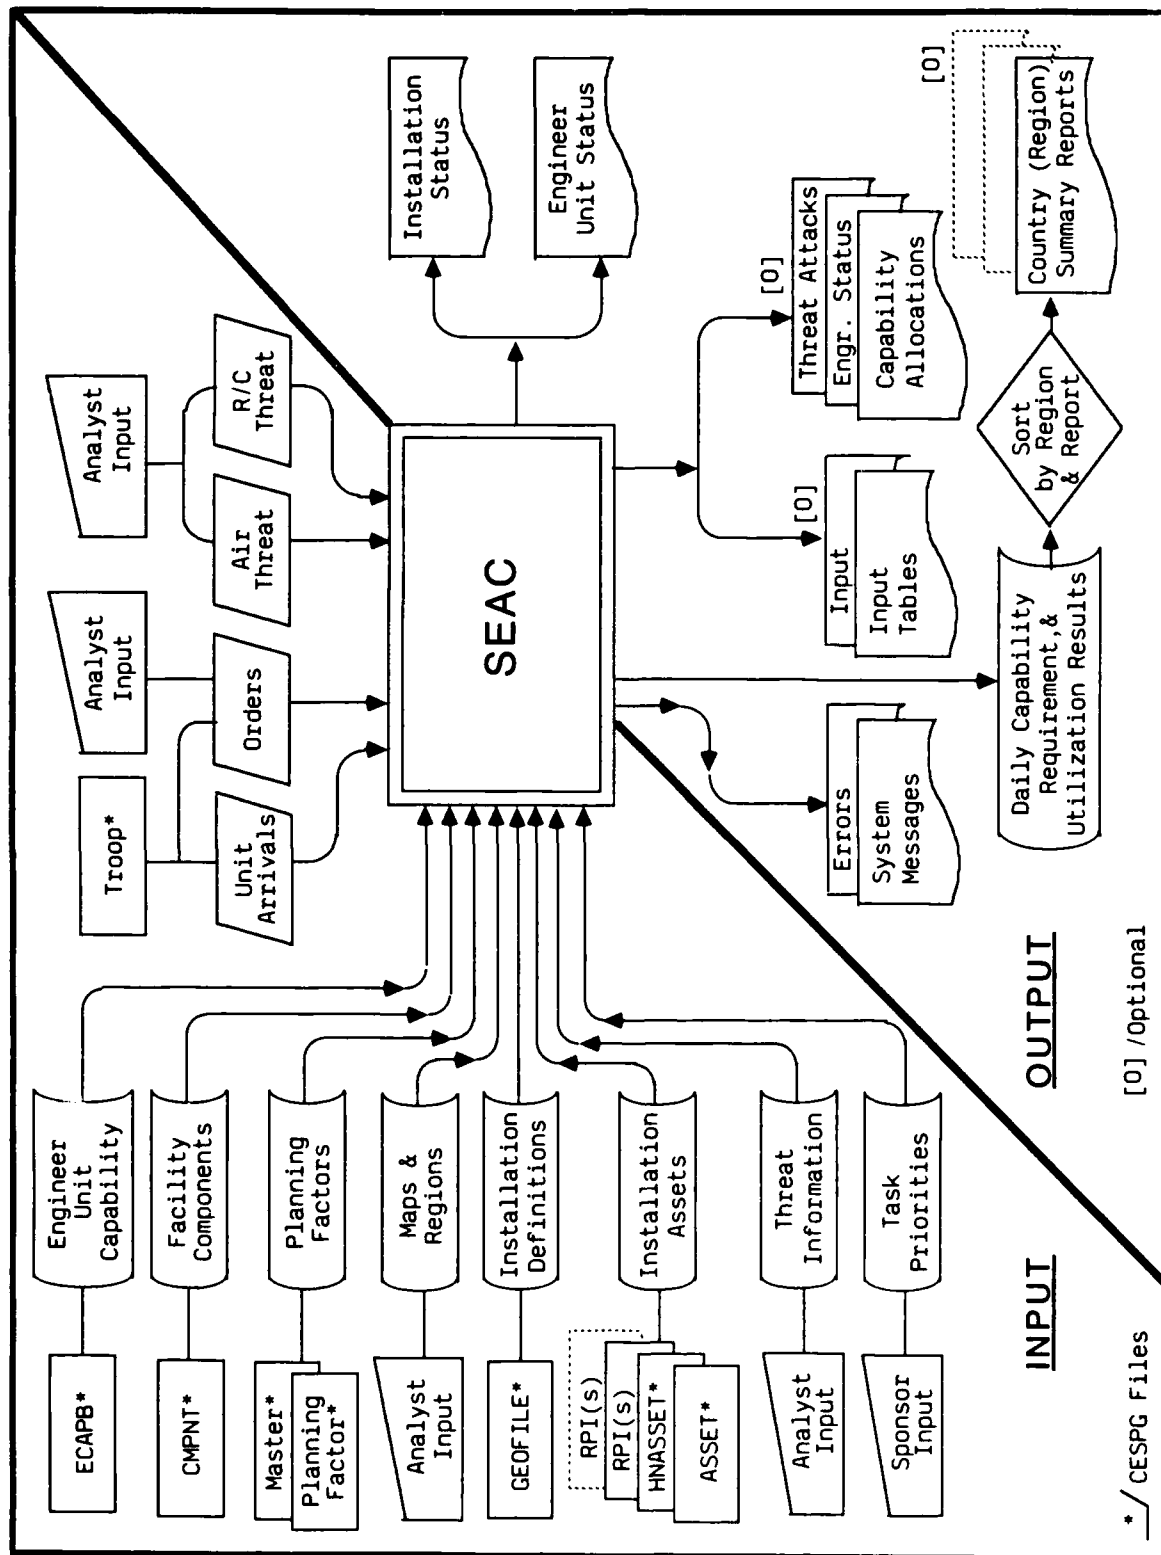 ECAPB*
Engineer
Unit
Capability
CMPNT*
Facility
Components
Master*
Planning
Factor*
Planning
Factors
Analyst
Input
Maps &
Regions
GEOFILE*
Installation
Definitions
RPI(s)
RPI(s)
HNASSET*
ASSET*
Installation
Assets
Analyst
Input
Threat
Information
Sponsor
Input
Task
Priorities
Troop*
Unit
Arrivals
Analyst
Input
Orders
Analyst
Input
Air
Threat
R/C
Threat
SEAC
Installation
Status
Engineer
Unit Status
[O]
Threat Attacks
Engr. Status
Capability
Allocations
[O]
Input
Input
Tables
Errors
System
Messages
Daily Capability
Requirement,&
Utilization Results
Sort
by Region
& Report
[O]
Country (Region)
Summary Reports
INPUT
OUTPUT
*/ CESPG Files
[O] /Optional